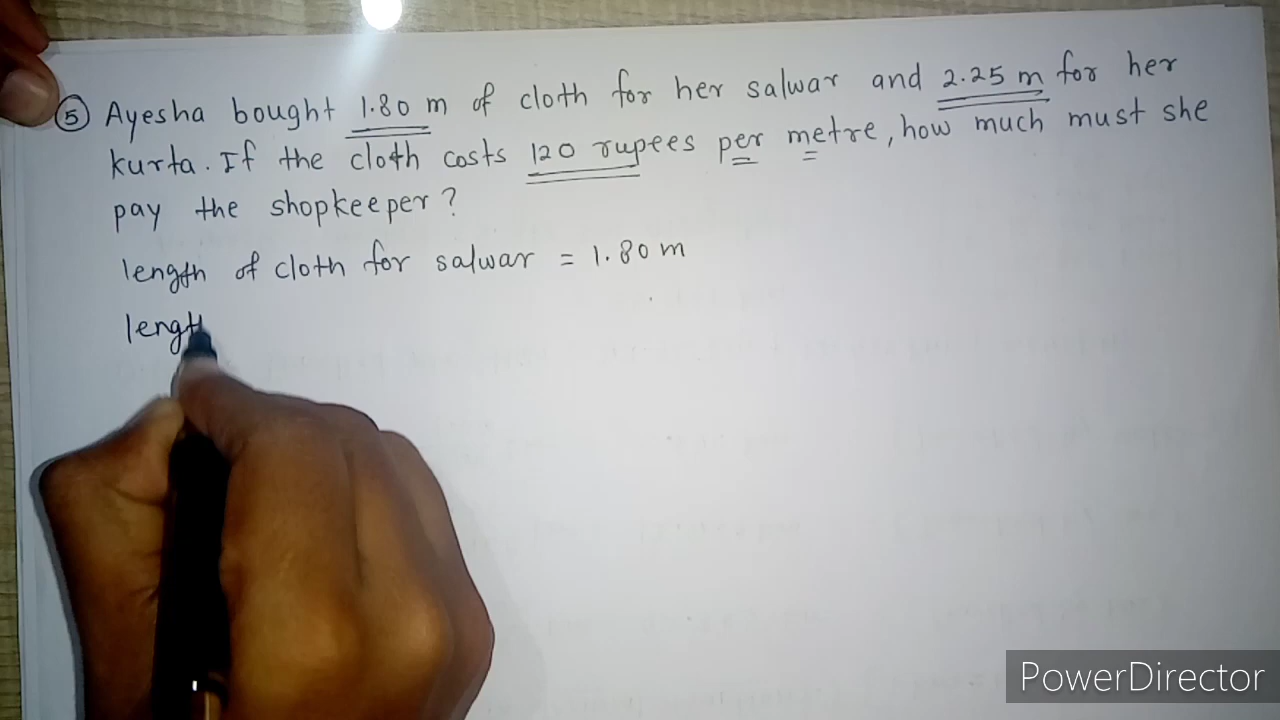 ⑤ Ayesha bought 1.80 m of cloth for her salwar and 2.25 m for her
kurta. If the cloth costs 120 rupees per metre, how much must she
pay the shopkeeper?
length of cloth for salwar = 1.80 m
lengt
PowerDirector